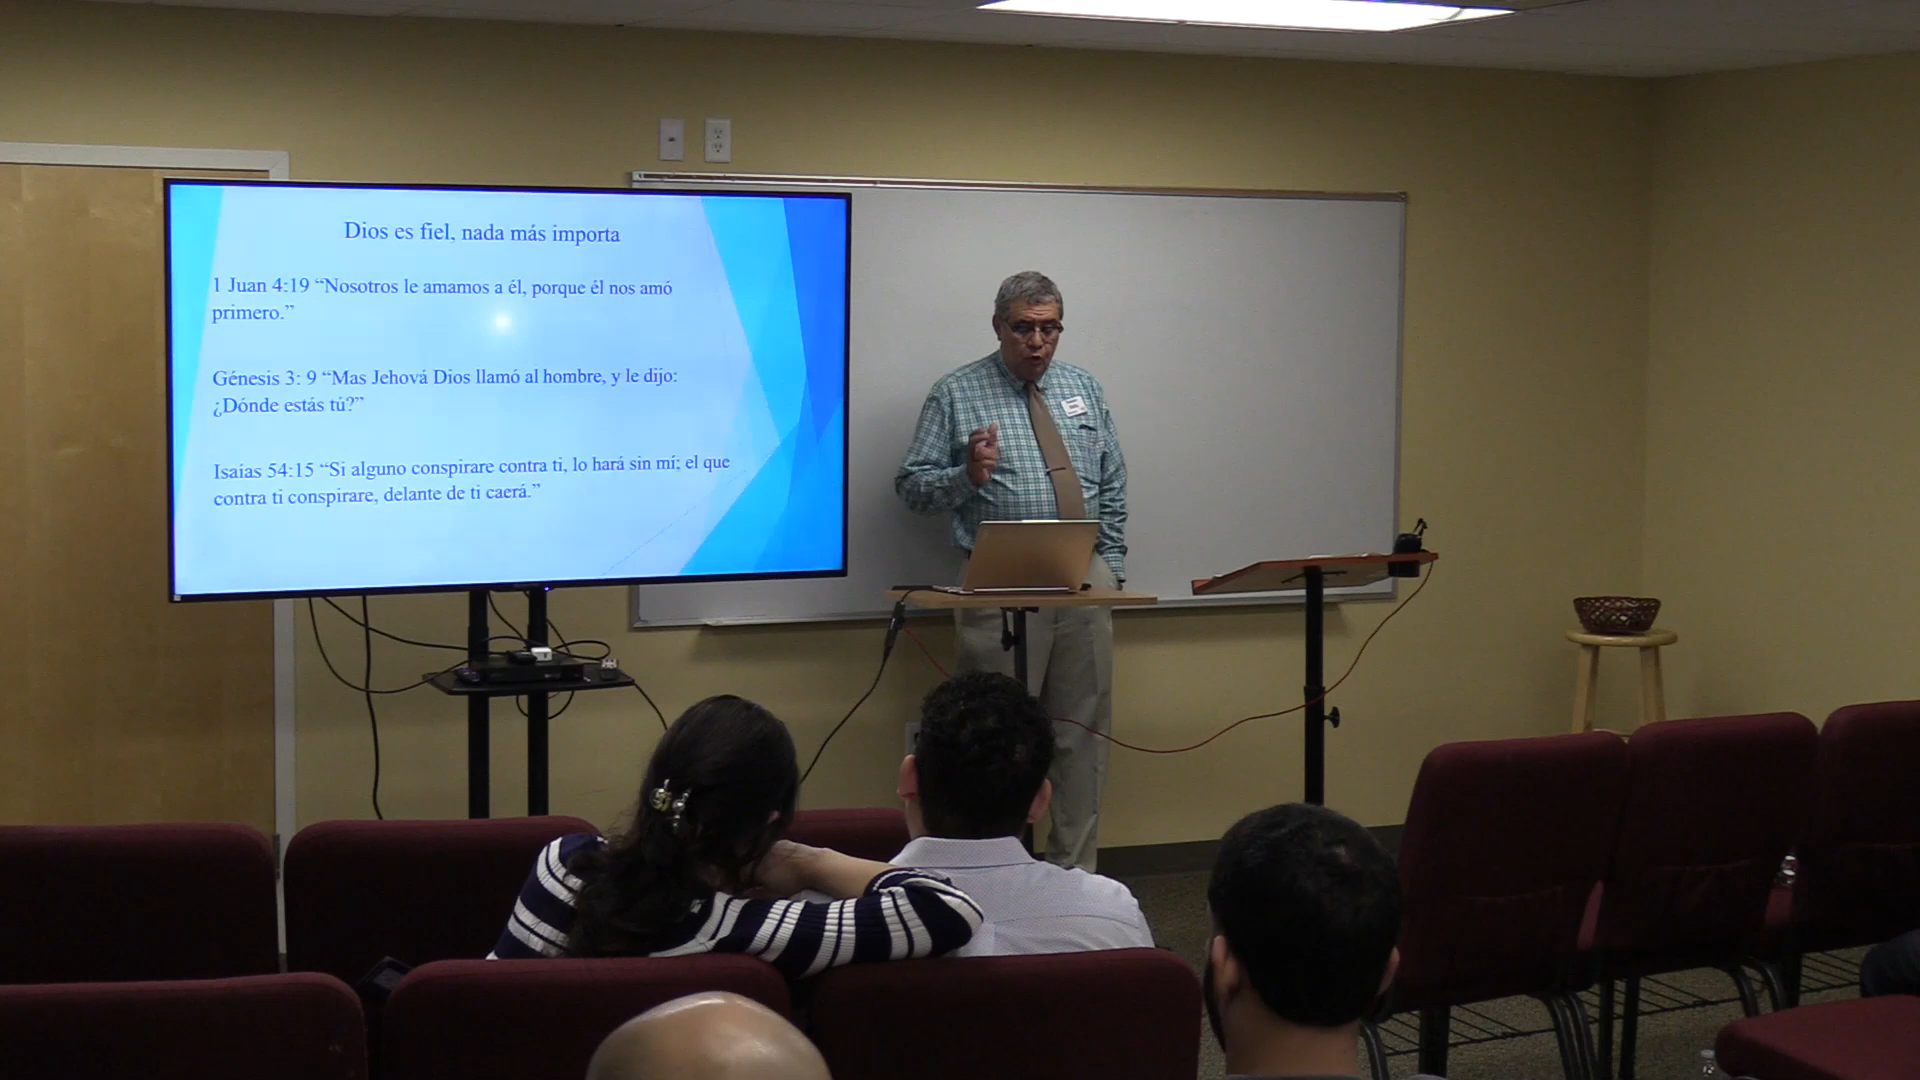 Dios es fiel, nada más importa
1 Juan 4:19 “Nosotros le amamos a él, porque él nos amó
primero.”
Génesis 3: 9 “Mas Jehová Dios llamó al hombre, y le dijo:
¿Dónde estás tú?”
Isaías 54:15 “Si alguno conspirare contra ti, lo hará sin mí; el que
contra ti conspirare, delante de ti caerá.”